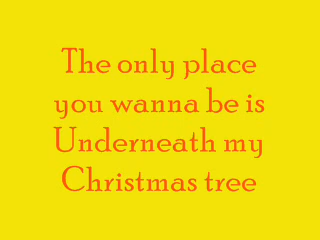 The only place
you wanna be is
Underneath my
Christmas tree